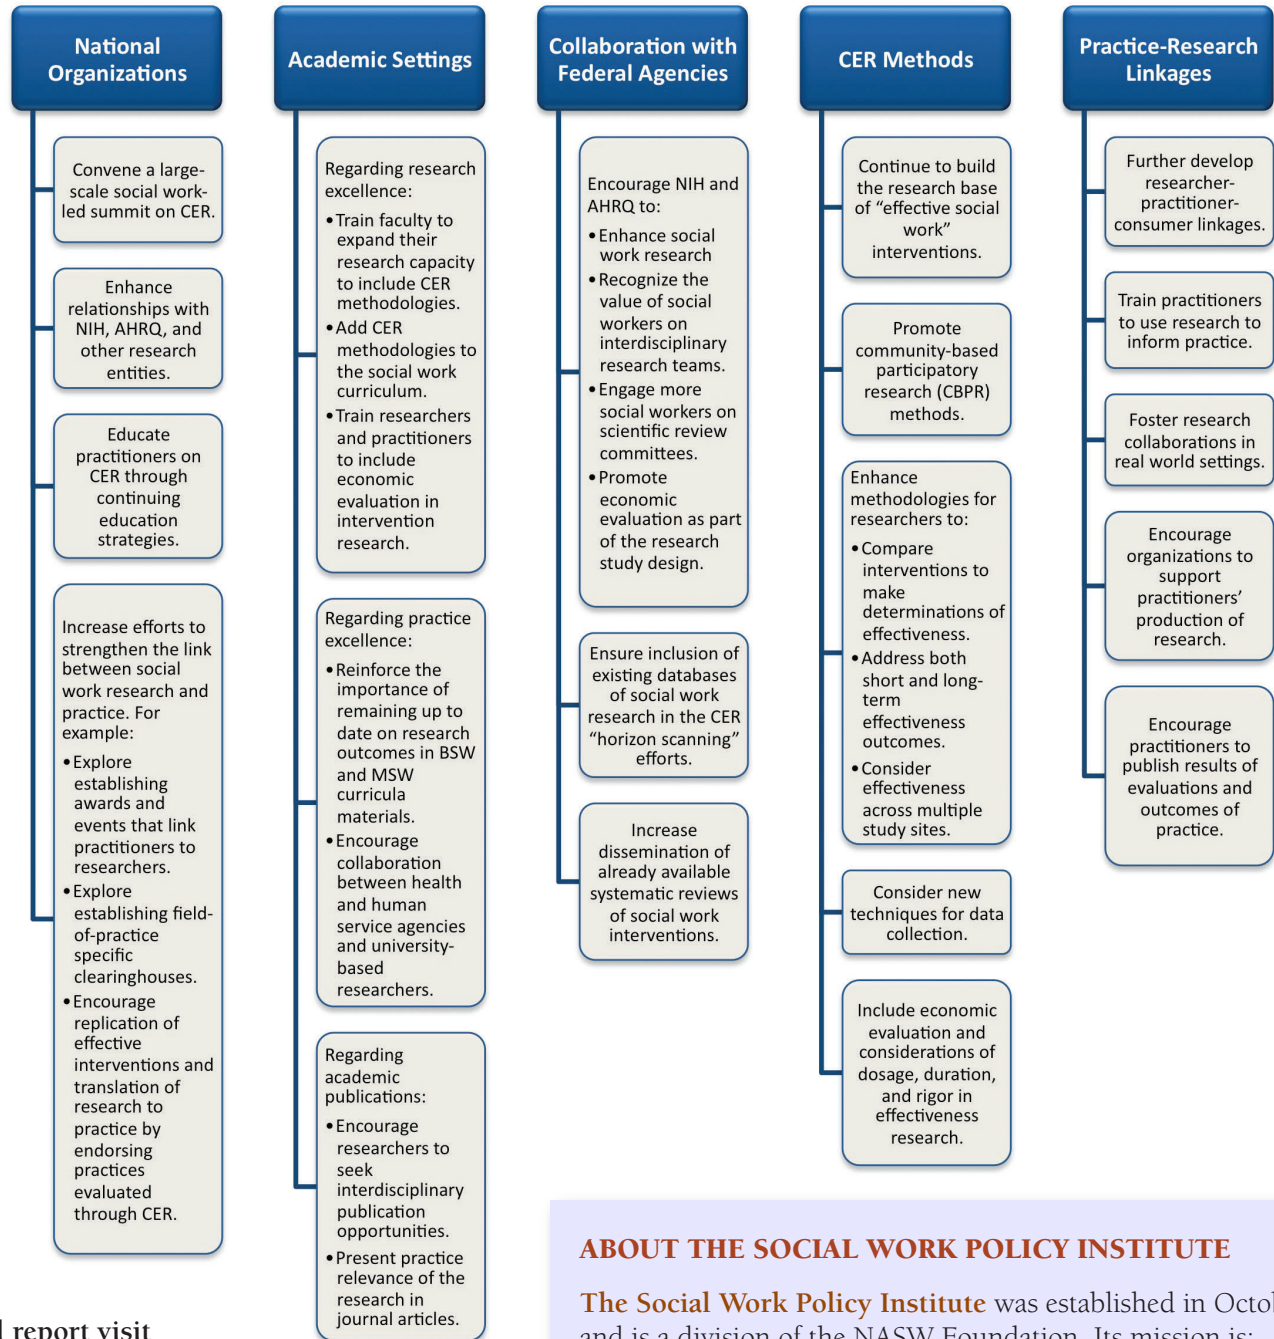 National
Organizations
Convene a large-
scale social work-
led summit on CER.
Enhance
relationships with
NIH, AHRQ, and
other research
entities.
Educate
practitioners on
CER through
continuing
education
strategies.
Increase efforts to
strengthen the link
between social
work research and
practice. For
example:
•Explore
establishing
awards and
events that link
practitioners to
researchers.
•Explore
establishing field-
of-practice
specific
clearinghouses.
•Encourage
replication of
effective
interventions and
translation of
research to
practice by
endorsing
practices
evaluated
through CER.
Academic Settings
Regarding research
excellence:
•Train faculty to
expand their
research capacity
to include CER
methodologies.
•Add CER
methodologies to
the social work
curriculum.
•Train researchers
and practitioners
to include
economic
evaluation in
intervention
research.
Regarding practice
excellence:
•Reinforce the
importance of
remaining up to
date on research
outcomes in BSW
and MSW
curricula
materials.
•Encourage
collaboration
between health
and human
service agencies
and university-
based
researchers.
Regarding
academic
publications:
•Encourage
researchers to
seek
interdisciplinary
publication
opportunities.
•Present practice
relevance of the
research in
journal articles.
Collaboration with
Federal Agencies
Encourage NIH and
AHRQ to:
•Enhance social
work research
•Recognize the
value of social
workers on
interdisciplinary
research teams.
•Engage more
social workers on
scientific review
committees.
•Promote
economic
evaluation as part
of the research
study design.
Ensure inclusion of
existing databases
of social work
research in the CER
“horizon scanning”
efforts.
Increase
dissemination of
already available
systematic reviews
of social work
interventions.
CER Methods
Continue to build
the research base
of “effective social
work”
interventions.
Promote
community-based
participatory
research (CBPR)
methods.
Enhance
methodologies for
researchers to:
•Compare
interventions to
make
determinations of
effectiveness.
•Address both
short and long-
term
effectiveness
outcomes.
•Consider
effectiveness
across multiple
study sites.
Consider new
techniques for data
collection.
Include economic
evaluation and
considerations of
dosage, duration,
and rigor in
effectiveness
research.
Practice-Research
Linkages
Further develop
researcher-
practitioner-
consumer linkages.
Train practitioners
to use research to
inform practice.
Foster research
collaborations in
real world settings.
Encourage
organizations to
support
practitioners’
production of
research.
Encourage
practitioners to
publish results of
evaluations and
outcomes of
practice.
report visit
ABOUT THE SOCIAL WORK POLICY INSTITUTE
The Social Work Policy Institute was established in Octo
and is a division of the NASW Foundation. Its mission is: